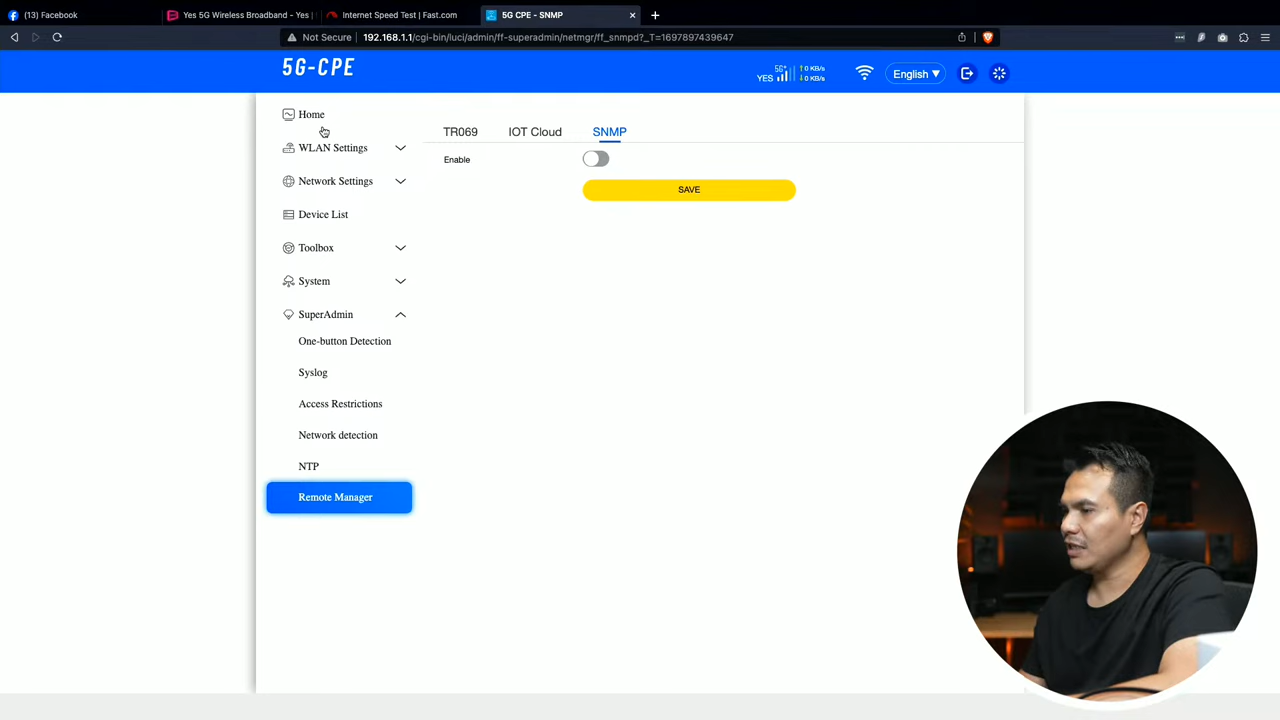 (13) Facebook
Yes 5G Wireless Broadband - Yes |
Internet Speed Test | Fast.com
5G CPE - SNMP
Not Secure
192.168.1.1/cgi-bin/luci/admin/ff-superadmin/netmgr/ff_snmpd?_T=1697897439647
5G-CPE
5G+
YES
↑0 KB/s
↓0 KB/s
English ▼
Home
WLAN Settings
Network Settings
Device List
Toolbox
System
SuperAdmin
One-button Detection
Syslog
Access Restrictions
Network detection
NTP
Remote Manager
TR069 IOT Cloud SNMP
Enable
SAVE